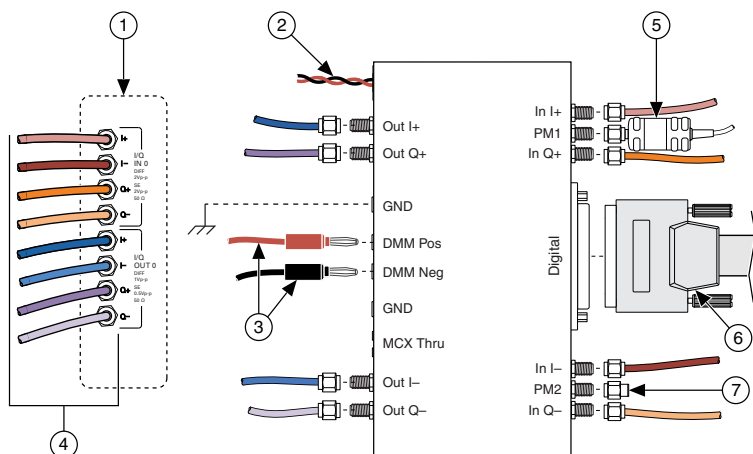 1
2
5
I+
I–
I/Q
IN 0
DIFF
2Vp-p
Q+
SE
2Vp-p
50 Ω
Q–
I+
I–
I/Q
OUT 0
DIFF
1Vp-p
Q+
SE
0.5Vp-p
50 Ω
Q–
4
Out I+
Out Q+
GND
DMM Pos
DMM Neg
3
GND
MCX Thru
Out I–
Out Q–
In I+
PM1
In Q+
Digital
6
In I–
PM2
7
In Q–